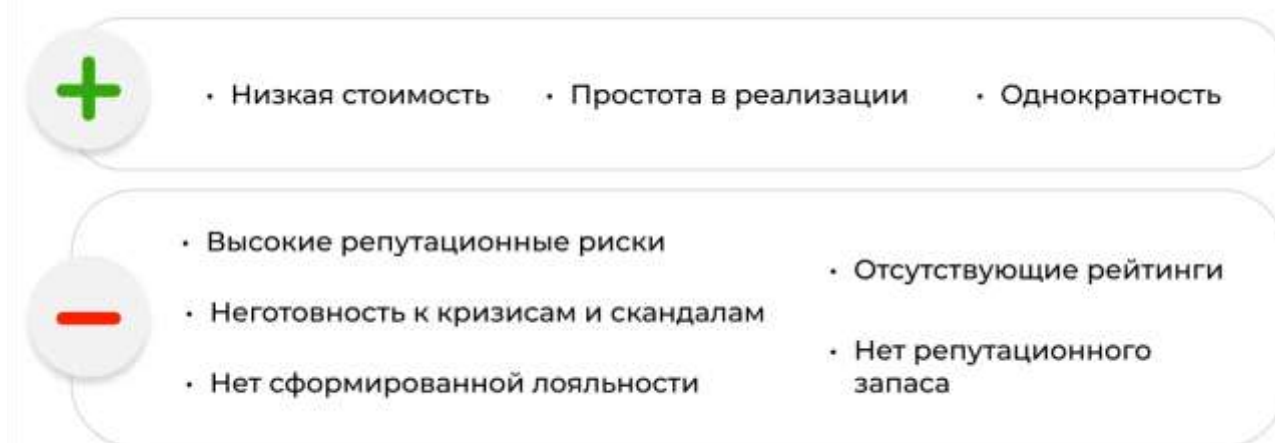 • Низкая стоимость • Простота в реализации • Однократность
• Высокие репутационные риски
• Неготовность к кризисам и скандалам
• Нет сформированной лояльности
• Отсутствующие рейтинги
• Нет репутационного
запаса